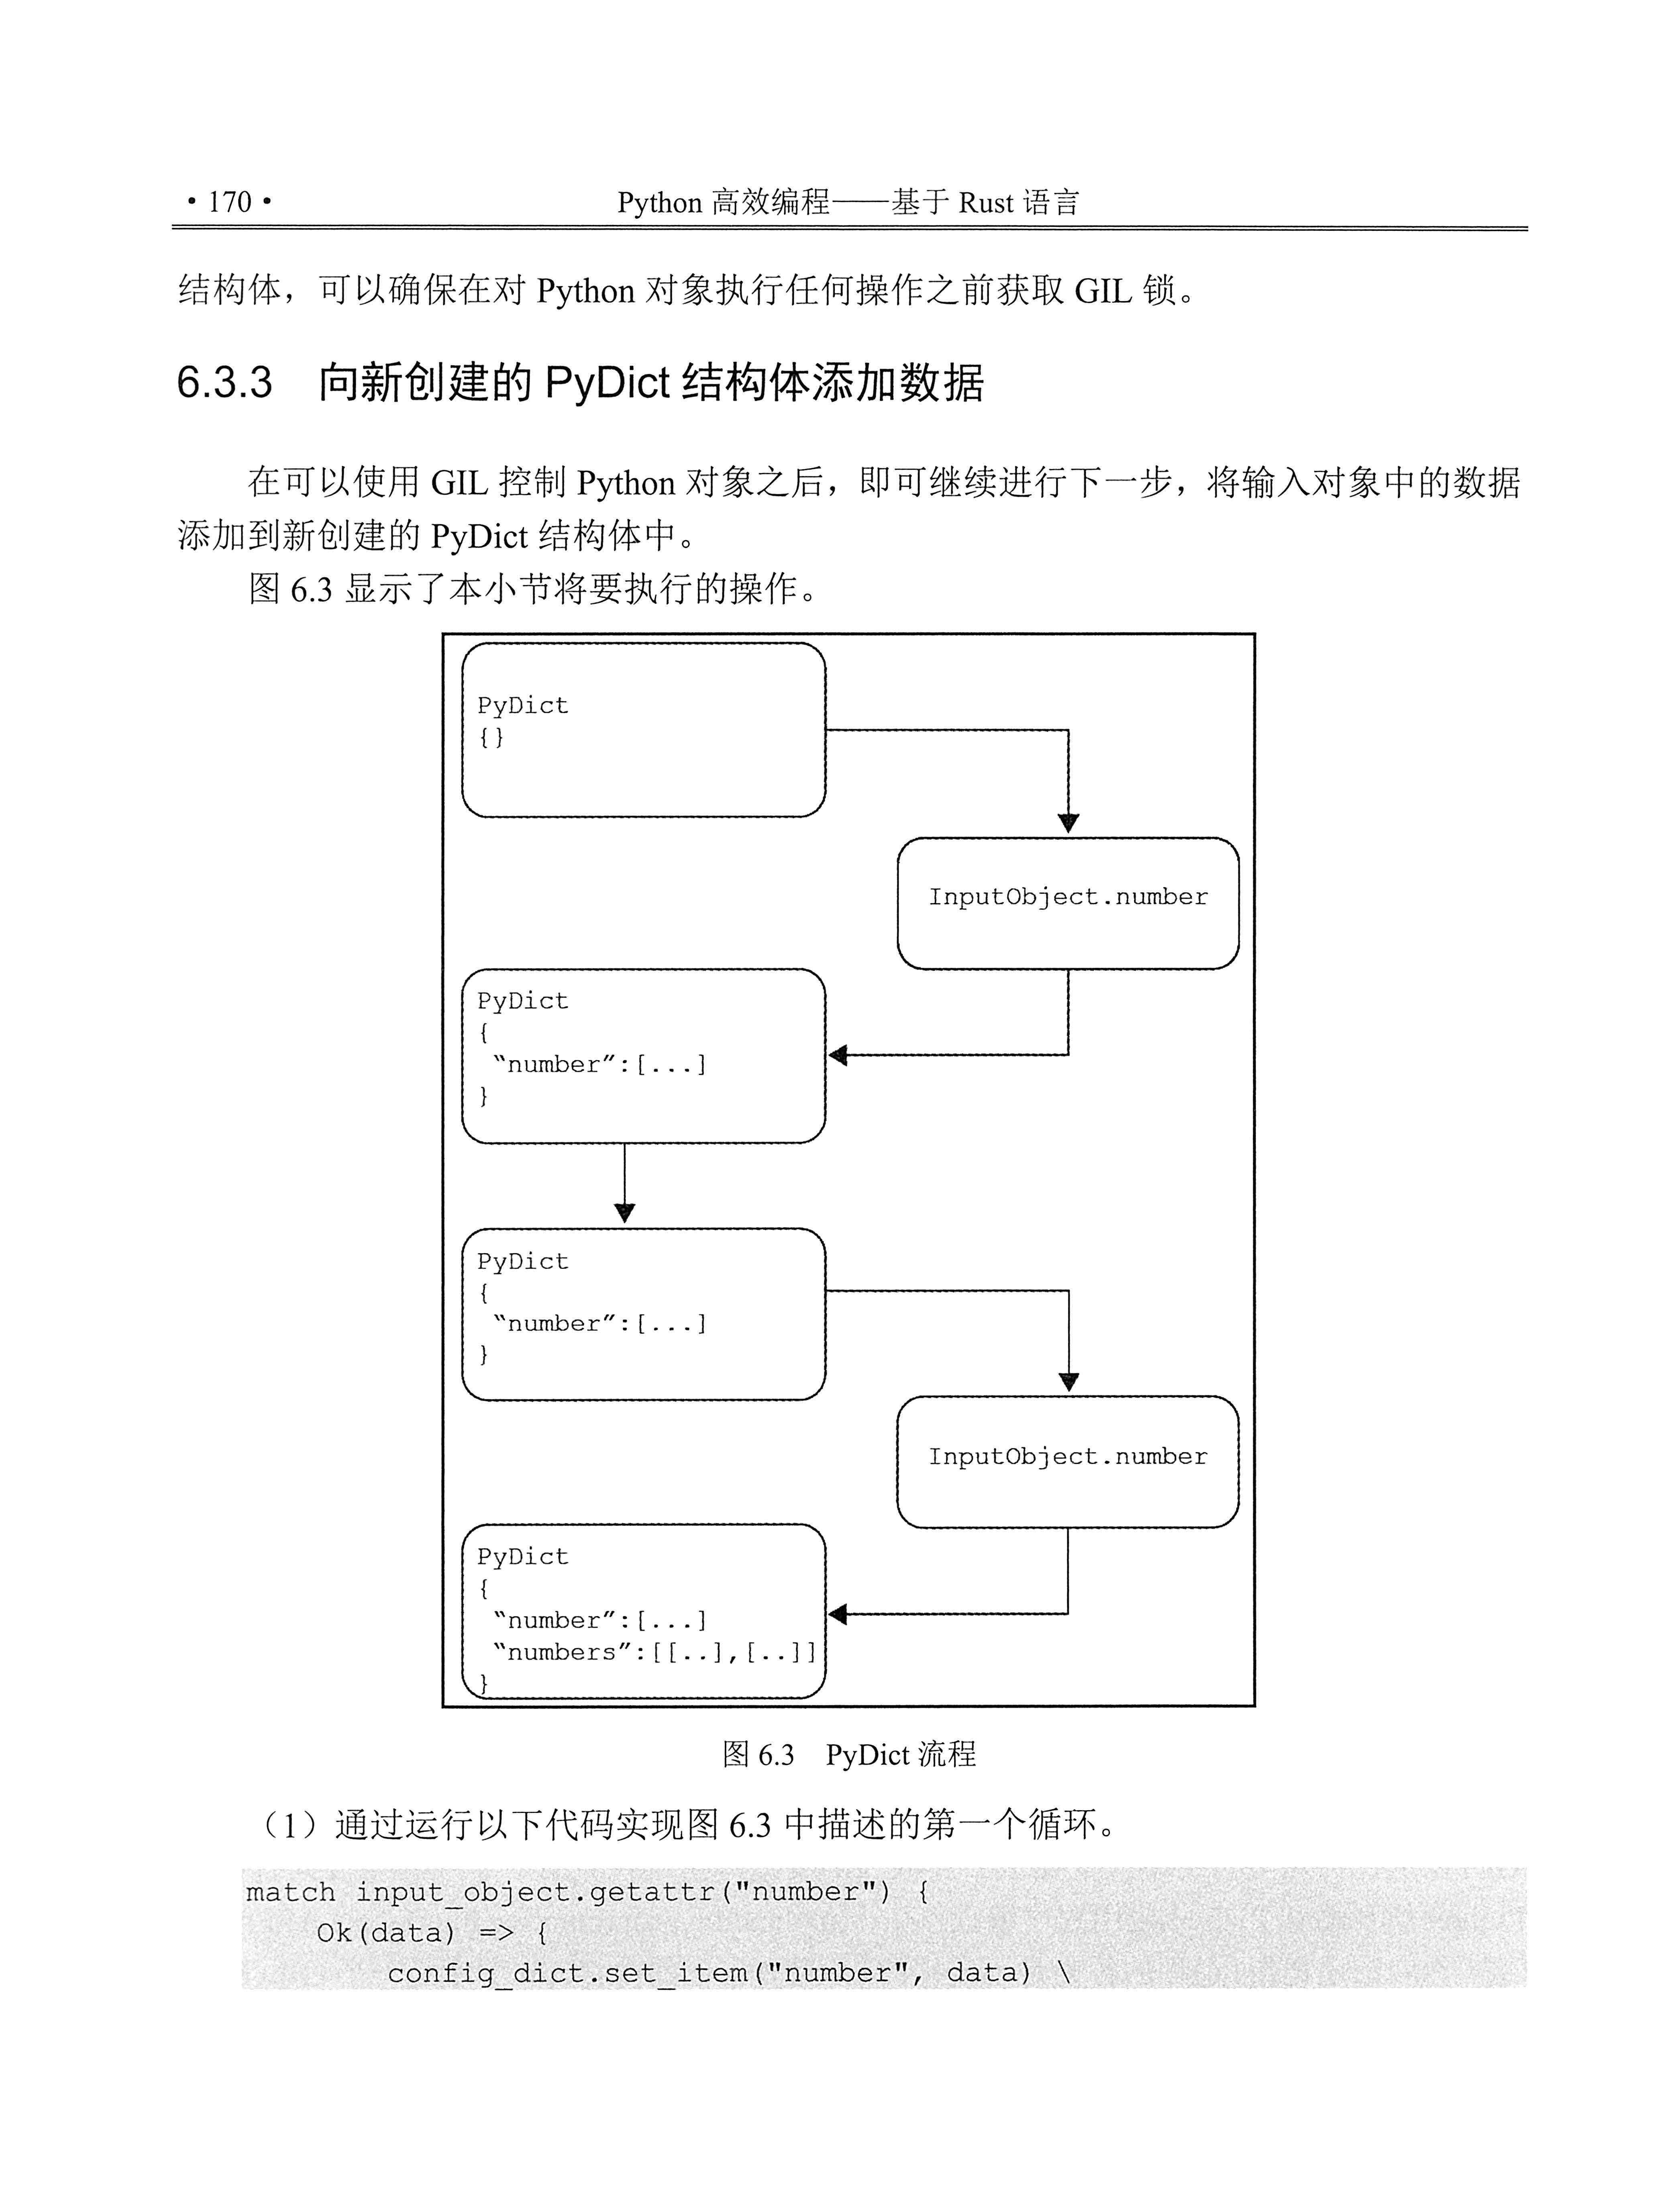 • 170 •
Python 高效编程——基于 Rust 语言
结构体，可以确保在对 Python 对象执行任何操作之前获取 GIL 锁。
6.3.3 向新创建的 PyDict 结构体添加数据
在可以使用 GIL 控制 Python 对象之后，即可继续进行下一步，将输入对象中的数据
添加到新创建的 PyDict 结构体中。
图 6.3 显示了本小节将要执行的操作。
PyDict
{}
InputObject.number
PyDict
{
“number”:[...]
}
PyDict
{
“number”:[...]
}
InputObject.number
PyDict
{
“number”:[...]
“numbers”:[[..],[..]]
}
图 6.3 PyDict 流程
（1）通过运行以下代码实现图 6.3 中描述的第一个循环。
match input_object.getattr("number") {
    Ok(data) => {
        config_dict.set_item("number", data) \